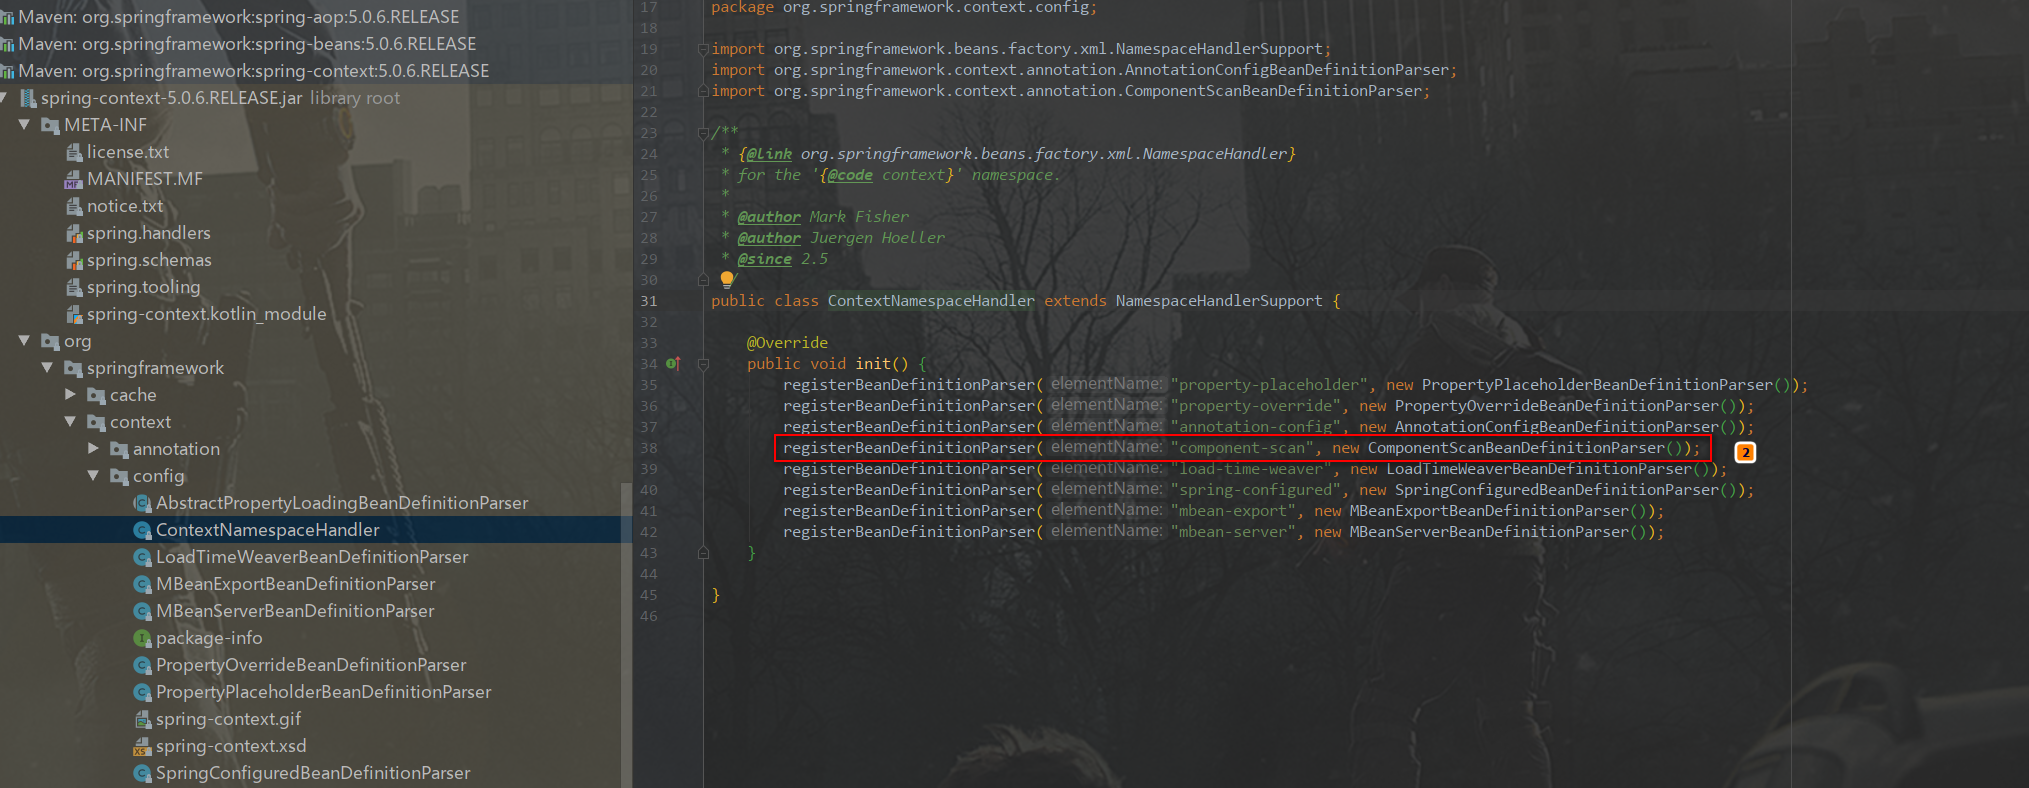 Maven: org.springframework:spring-aop:5.0.6.RELEASE
Maven: org.springframework:spring-beans:5.0.6.RELEASE
Maven: org.springframework:spring-context:5.0.6.RELEASE
spring-context-5.0.6.RELEASE.jar library root
META-INF
license.txt
MANIFEST.MF
notice.txt
spring.handlers
spring.schemas
spring.tooling
spring-context.kotlin_module
org
springframework
cache
context
annotation
config
AbstractPropertyLoadingBeanDefinitionParser
ContextNamespaceHandler
LoadTimeWeaverBeanDefinitionParser
MBeanExportBeanDefinitionParser
MBeanServerBeanDefinitionParser
package-info
PropertyOverrideBeanDefinitionParser
PropertyPlaceholderBeanDefinitionParser
spring-context.gif
spring-context.xsd
SpringConfiguredBeanDefinitionParser
17 package org.springframework.context.config;
18
19 import org.springframework.beans.factory.xml.NamespaceHandlerSupport;
20 import org.springframework.context.annotation.AnnotationConfigBeanDefinitionParser;
21 import org.springframework.context.annotation.ComponentScanBeanDefinitionParser;
22
23 /**
24 * {@link org.springframework.beans.factory.xml.NamespaceHandler}
25 * for the '{@code context}' namespace.
26 *
27 * @author Mark Fisher
28 * @author Juergen Hoeller
29 * @since 2.5
30 /
31 public class ContextNamespaceHandler extends NamespaceHandlerSupport {
32
33 @Override
34 public void init() {
35 registerBeanDefinitionParser( elementName: "property-placeholder", new PropertyPlaceholderBeanDefinitionParser());
36 registerBeanDefinitionParser( elementName: "property-override", new PropertyOverrideBeanDefinitionParser());
37 registerBeanDefinitionParser( elementName: "annotation-config", new AnnotationConfigBeanDefinitionParser());
38 registerBeanDefinitionParser( elementName: "component-scan", new ComponentScanBeanDefinitionParser()); 2
39 registerBeanDefinitionParser( elementName: "load-time-weaver", new LoadTimeWeaverBeanDefinitionParser());
40 registerBeanDefinitionParser( elementName: "spring-configured", new SpringConfiguredBeanDefinitionParser());
41 registerBeanDefinitionParser( elementName: "mbean-export", new MBeanExportBeanDefinitionParser());
42 registerBeanDefinitionParser( elementName: "mbean-server", new MBeanServerBeanDefinitionParser());
43 }
44
45 }
46